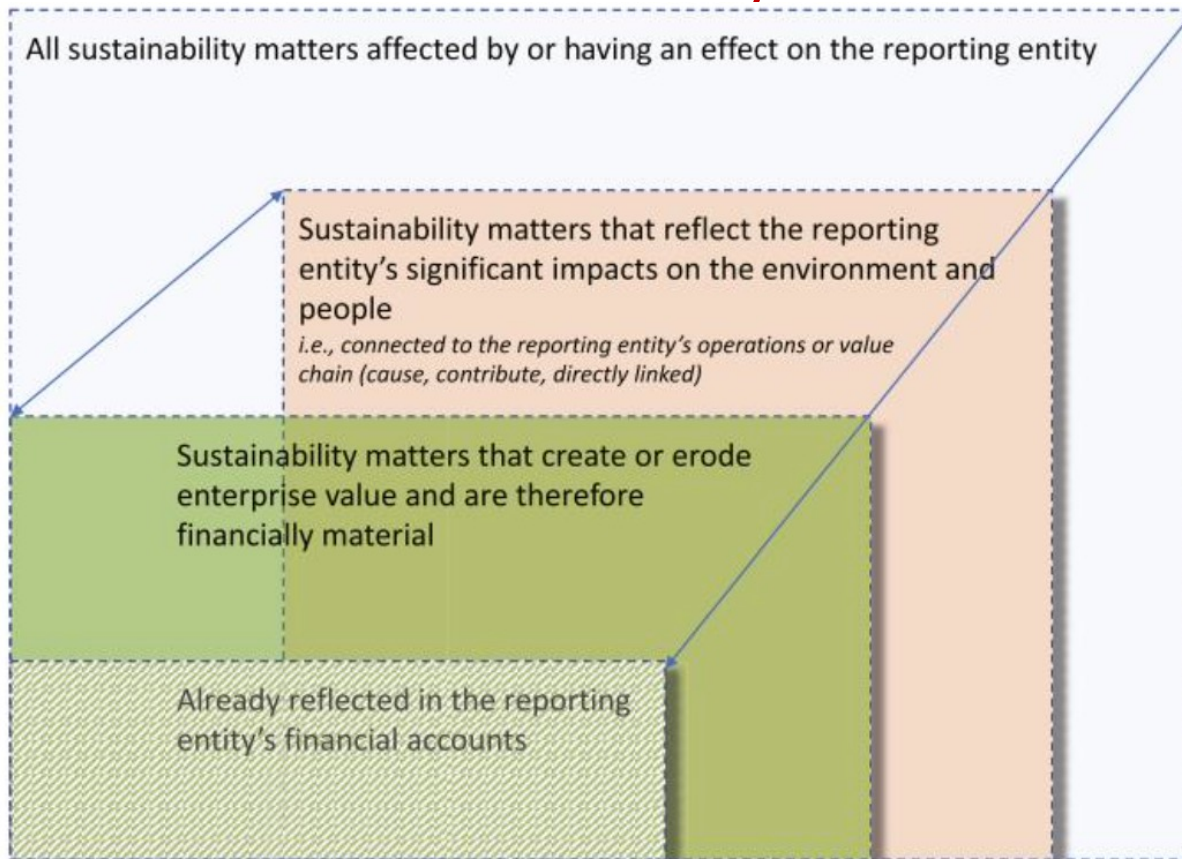 All sustainability matters affected by or having an effect on the reporting entity
Sustainability matters that reflect the reporting
entity’s significant impacts on the environment and
people
i.e., connected to the reporting entity’s operations or value
chain (cause, contribute, directly linked)
Sustainability matters that create or erode
enterprise value and are therefore
financially material
Already reflected in the reporting
entity’s financial accounts